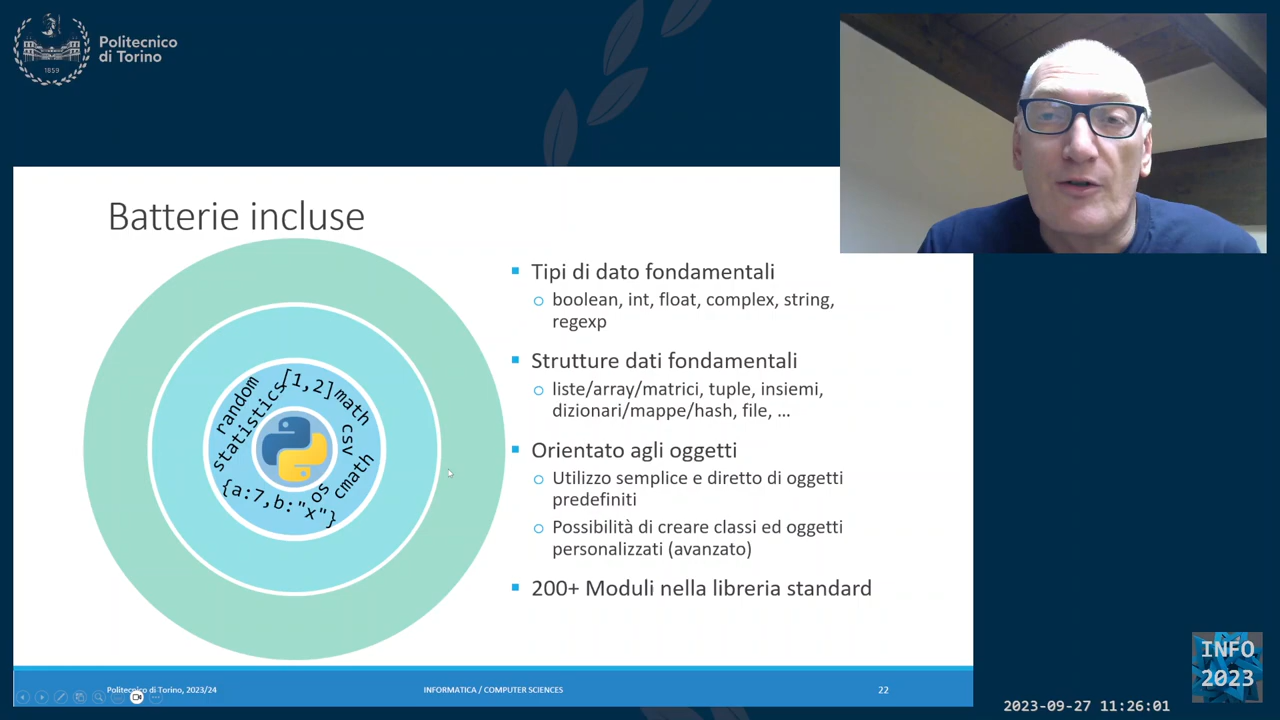 Politecnico
di Torino
1859
Batterie incluse
random
statistics
[1,2]
math
csv
cmath
os
{a:7,b:"x"}
Tipi di dato fondamentali
boolean, int, float, complex, string,
regexp
Strutture dati fondamentali
liste/array/matrici, tuple, insiemi,
dizionari/mappe/hash, file, …
Orientato agli oggetti
Utilizzo semplice e diretto di oggetti
predefiniti
Possibilità di creare classi ed oggetti
personalizzati (avanzato)
200+ Moduli nella libreria standard
Politecnico di Torino, 2023/24
INFORMATICA / COMPUTER SCIENCES
22
INFO
2023
2023-09-27 11:26:01